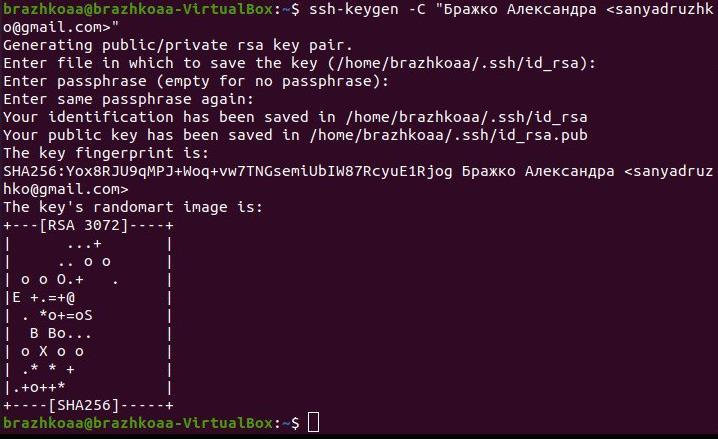 brazhkoaa@brazhkoaa-VirtualBox:~$ ssh-keygen -C "Бражко Александра <sanyadruzhk
o@gmail.com>"
Generating public/private rsa key pair.
Enter file in which to save the key (/home/brazhkoaa/.ssh/id_rsa):
Enter passphrase (empty for no passphrase):
Enter same passphrase again:
Your identification has been saved in /home/brazhkoaa/.ssh/id_rsa
Your public key has been saved in /home/brazhkoaa/.ssh/id_rsa.pub
The key fingerprint is:
SHA256:Yox8RJU9qMPJ+Woq+vw7TNGsemiUbIW87RcyuE1Rjog Бражко Александра <sanyadruz
hko@gmail.com>
The key's randomart image is:
+---[RSA 3072]----+
|      ...+       |
|     .. o o      |
| o o O.+   .     |
|E +.=+@          |
| . *o+=oS        |
|  B Bo...        |
| o X o o         |
| .* * +          |
|.+o++*           |
+----[SHA256]-----+
brazhkoaa@brazhkoaa-VirtualBox:~$